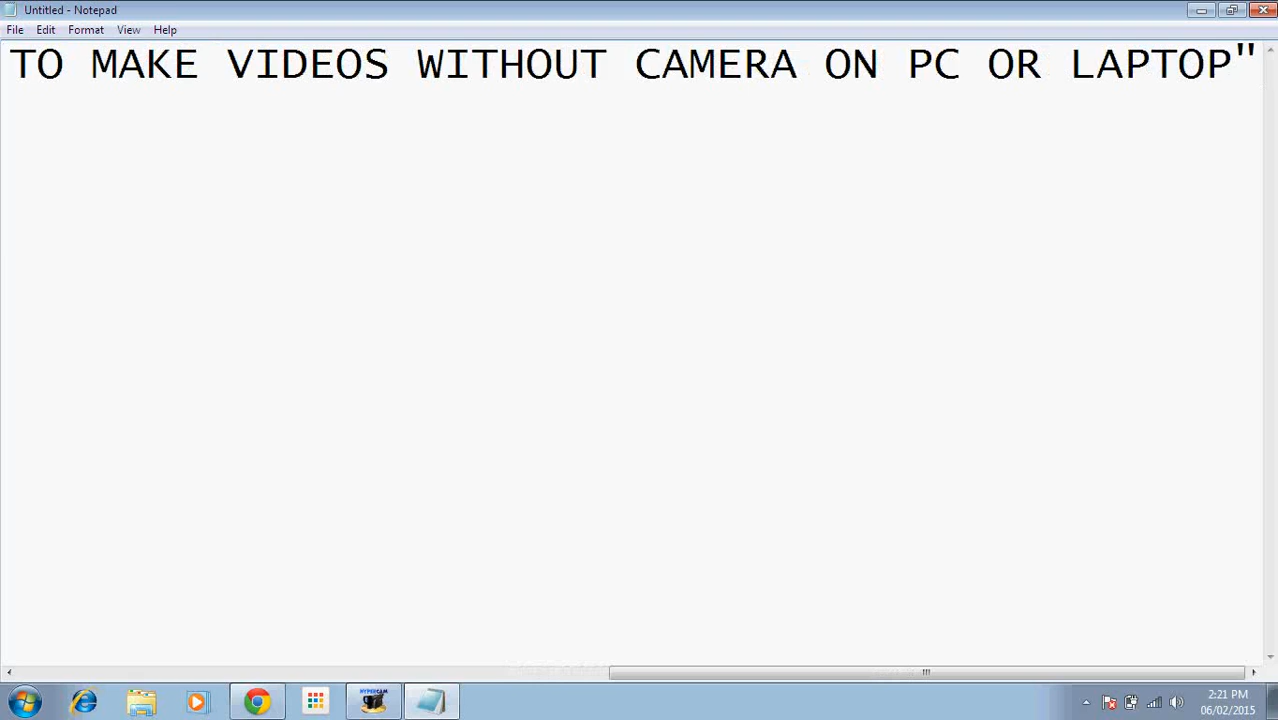 Untitled - Notepad
File Edit Format View Help
TO MAKE VIDEOS WITHOUT CAMERA ON PC OR LAPTOP"
HYPERCAM
2:21 PM
06/02/2015